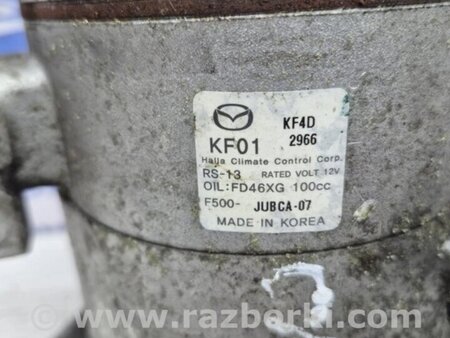 KF01 KF4D
2966
Halla Climate Control Corp.
RS-13 RATED VOLT 12V
OIL:FD46XG 100cc
F500- JUBCA-07
MADE IN KOREA
www.razborki.com